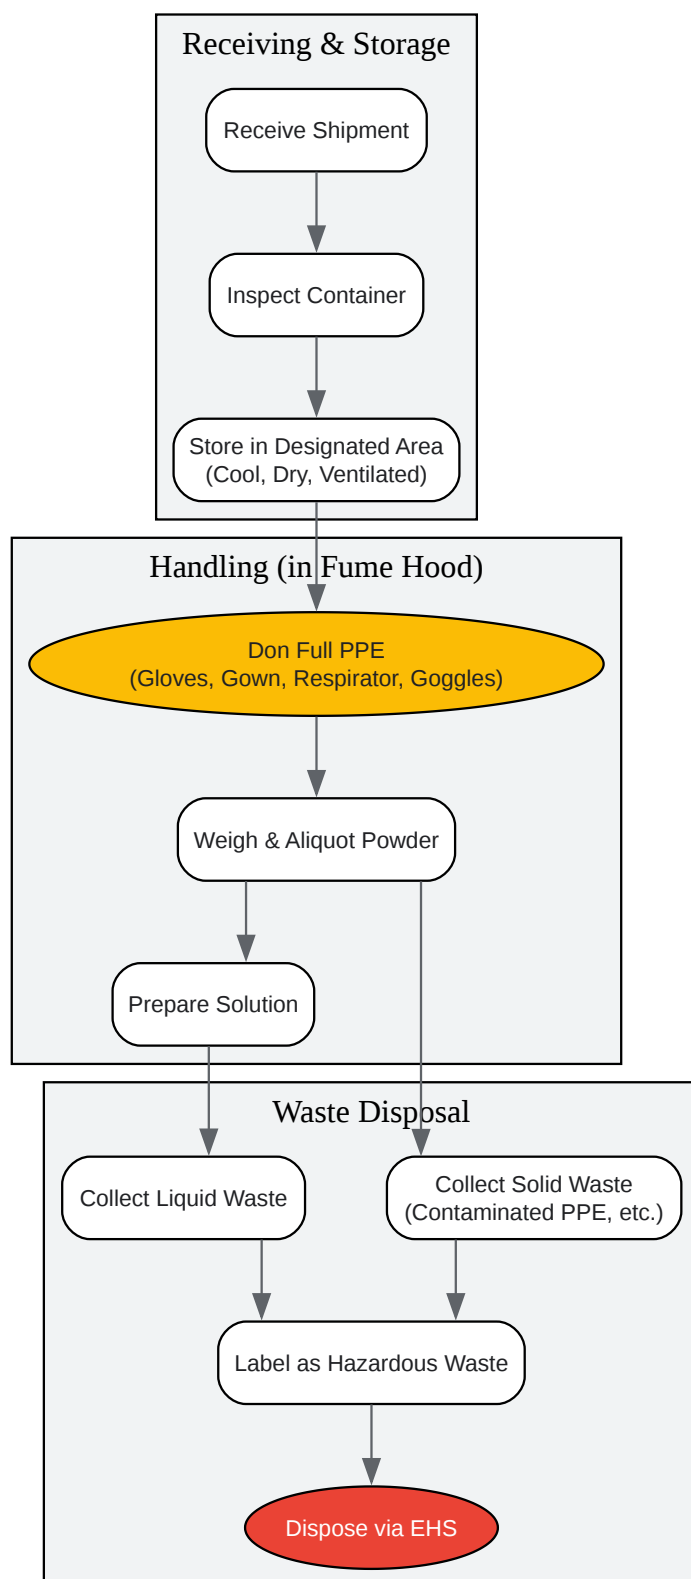 Receiving & Storage
Receive Shipment
Inspect Container
Store in Designated Area
(Cool, Dry, Ventilated)
Handling (in Fume Hood)
Don Full PPE
(Gloves, Gown, Respirator, Goggles)
Weigh & Aliquot Powder
Prepare Solution
Waste Disposal
Collect Liquid Waste
Collect Solid Waste
(Contaminated PPE, etc.)
Label as Hazardous Waste
Dispose via EHS